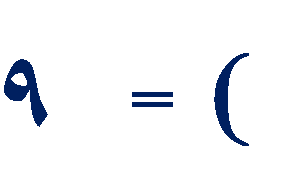 ٩ = (